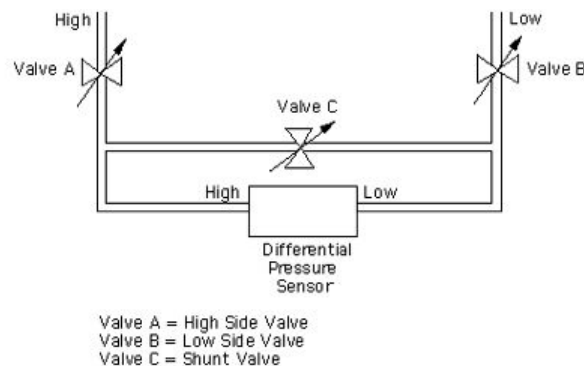 High
Low
Valve A
Valve B
Valve C
High
Low
Differential
Pressure
Sensor
Valve A = High Side Valve
Valve B = Low Side Valve
Valve C = Shunt Valve